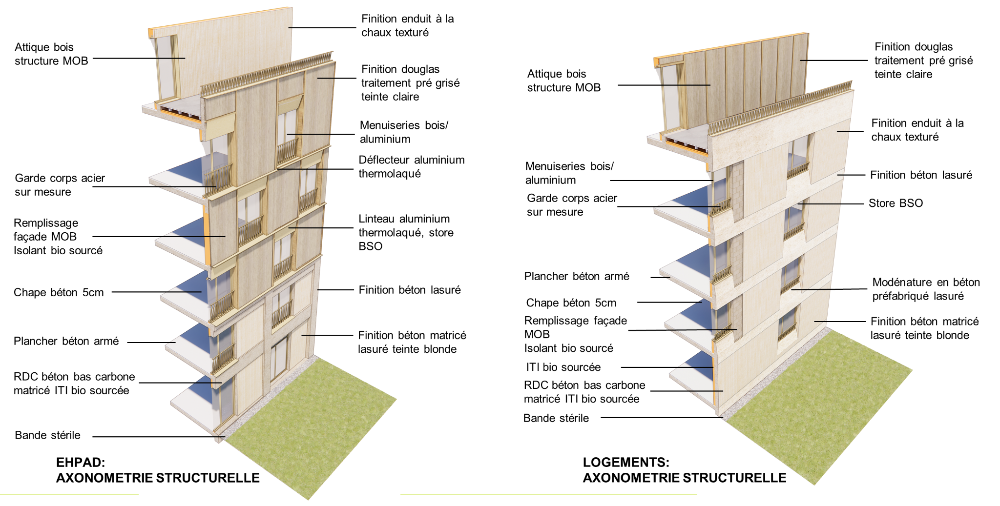 Attique bois
structure MOB
Garde corps acier
sur mesure
Remplissage
façade MOB
Isolant bio sourcé
Chape béton 5cm
Plancher béton armé
RDC béton bas carbone
matricé ITI bio sourcée
Bande stérile
Finition enduit à la
chaux texturé
Finition douglas
traitement pré grisé
teinte claire
Menuiseries bois/
aluminium
Déflecteur aluminium
thermolaqué
Linteau aluminium
thermolaqué, store
BSO
Finition béton lasuré
Finition béton matricé
lasuré teinte blonde
EHPAD:
AXONOMETRIE STRUCTURELLE
Attique bois
structure MOB
Menuiseries bois/
aluminium
Garde corps acier
sur mesure
Plancher béton armé
Chape béton 5cm
Remplissage façade
MOB
Isolant bio sourcé
ITI bio sourcée
RDC béton bas carbone
matricé ITI bio sourcée
Bande stérile
Finition douglas
traitement pré grisé
teinte claire
Finition enduit à la
chaux texturé
Finition béton lasuré
Store BSO
Modénature en béton
préfabriqué lasuré
Finition béton matricé
lasuré teinte blonde
LOGEMENTS:
AXONOMETRIE STRUCTURELLE